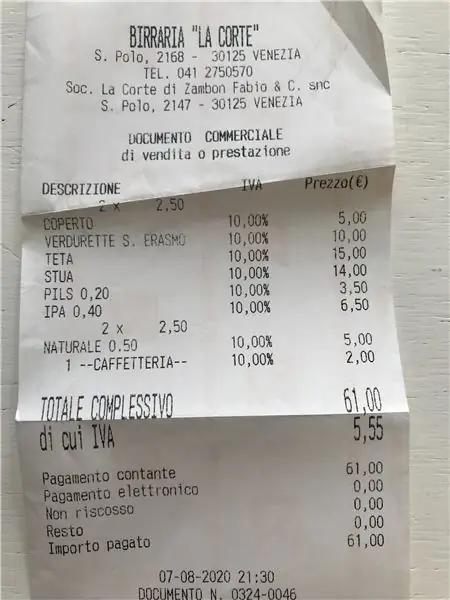 BIRRARIA "LA CORTE"
S. Polo, 2168 - 30125 VENEZIA
TEL. 041 2750570
Soc. La Corte di Zambon Fabio & C. snc
S. Polo, 2147 - 30125 VENEZIA
DOCUMENTO COMMERCIALE
di vendita o prestazione
DESCRIZIONE IVA Prezzo(€)
2 x 2,50
COPERTO 10,00% 5,00
VERDURETTE S. ERASMO 10,00% 10,00
TETA 10,00% 15,00
STUA 10,00% 14,00
PILS 0,20 10,00% 3,50
IPA 0,40 10,00% 6,50
2 x 2,50
NATURALE 0.50 10,00% 5,00
1 --CAFFETTERIA-- 10,00% 2,00
TOTALE COMPLESSIVO 61,00
di cui IVA 5,55
Pagamento contante 61,00
Pagamento elettronico 0,00
Non riscosso 0,00
Resto 0,00
Importo pagato 61,00
07-08-2020 21:30
DOCUMENTO N. 0324-0046